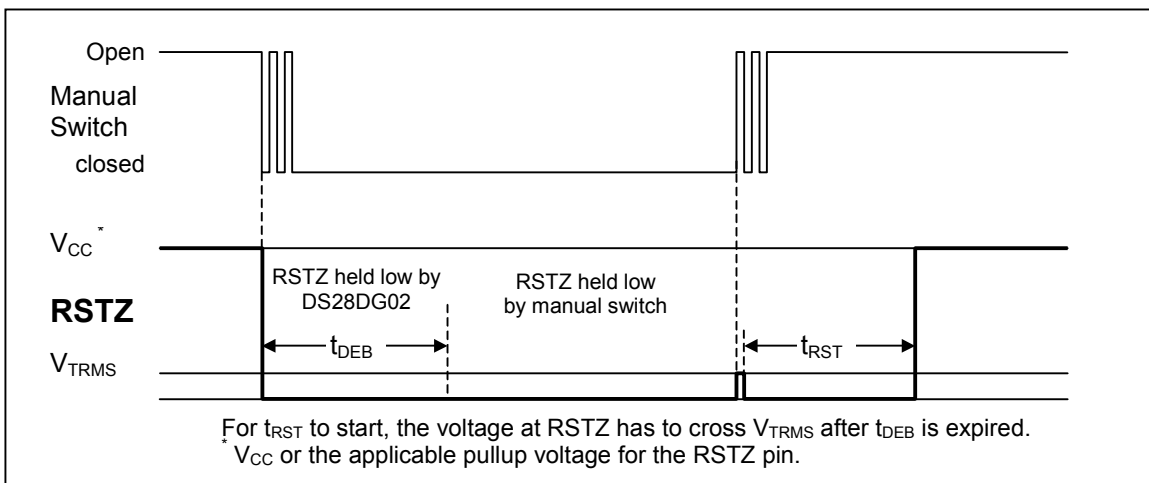 Open
Manual
Switch
closed
VCC *
RSTZ held low by
DS28DG02
RSTZ held low
by manual switch
RSTZ
tDEB
tRST
VTRMS
For tRST to start, the voltage at RSTZ has to cross VTRMS after tDEB is expired.
* VCC or the applicable pullup voltage for the RSTZ pin.